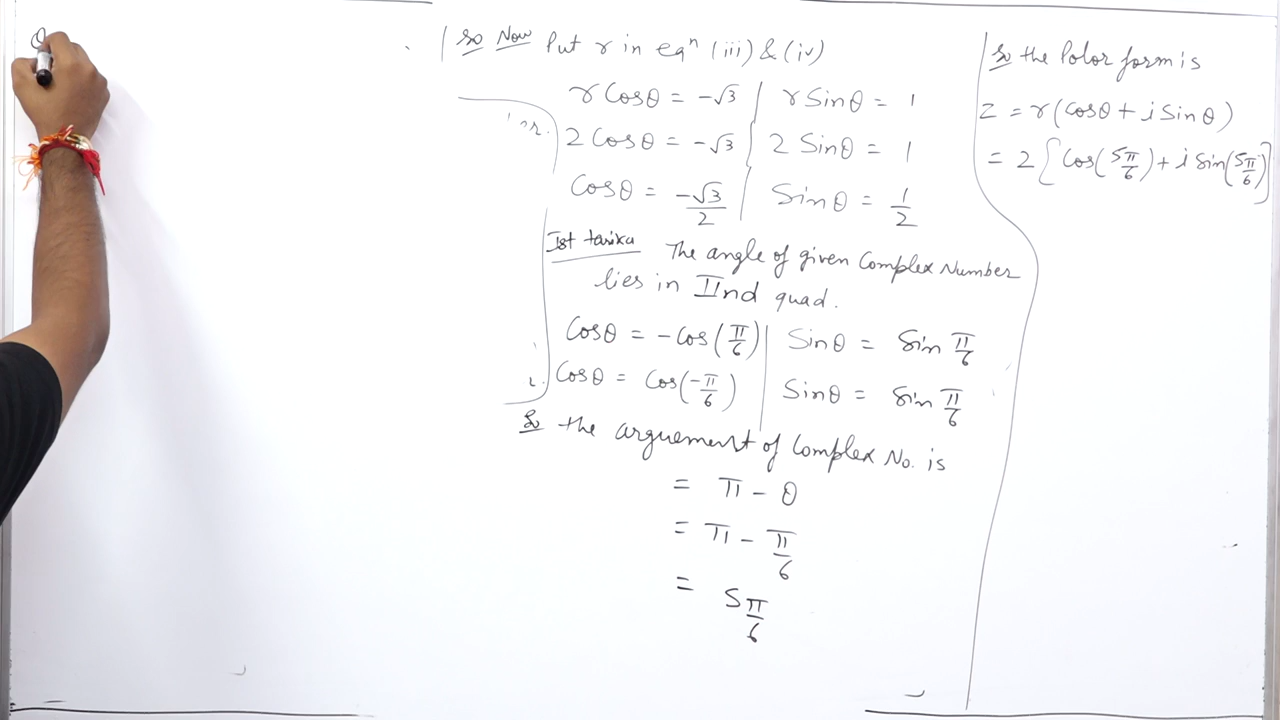 Q
So Now Put r in eqⁿ (iii) & (iv)
r Cosθ = -√3 | r Sinθ = 1
2 Cosθ = -√3 | 2 Sinθ = 1
Cosθ = -√3/2 | Sinθ = 1/2
Ist tarika The angle of given Complex Number
lies in IInd quad.
Cosθ = -Cos(π/6) | Sinθ = Sin π/6
Cosθ = Cos(-π/6) | Sinθ = Sin π/6
So the arguement of Complex No. is
= π - θ
= π - π/6
= 5π/6
So the Polor form is
Z = r(Cosθ + i Sinθ)
= 2[Cos(5π/6) + i Sin(5π/6)]